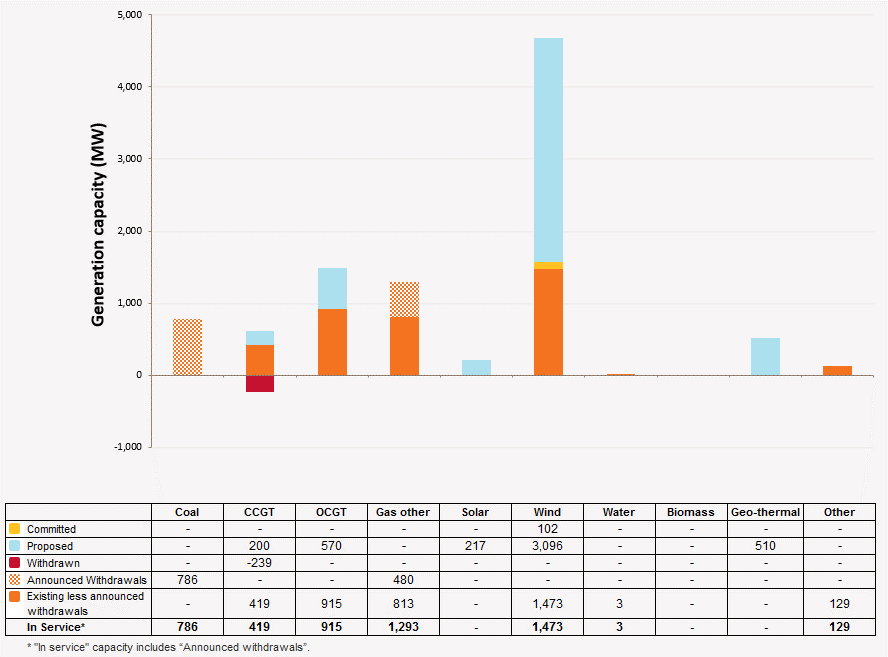 5,000
4,000
3,000
2,000
1,000
0
-1,000
Generation capacity (MW)
Coal CCGT OCGT Gas other Solar Wind Water Biomass Geo-thermal Other
Committed - - - - - 102 - - - -
Proposed - 200 570 - 217 3,096 - - 510 -
Withdrawn - -239 - - - - - - - -
Announced Withdrawals 786 - - 480 - - - - - -
Existing less announced
withdrawals - 419 915 813 - 1,473 3 - - 129
In Service* 786 419 915 1,293 - 1,473 3 - - 129
* "In service" capacity includes “Announced withdrawals”.